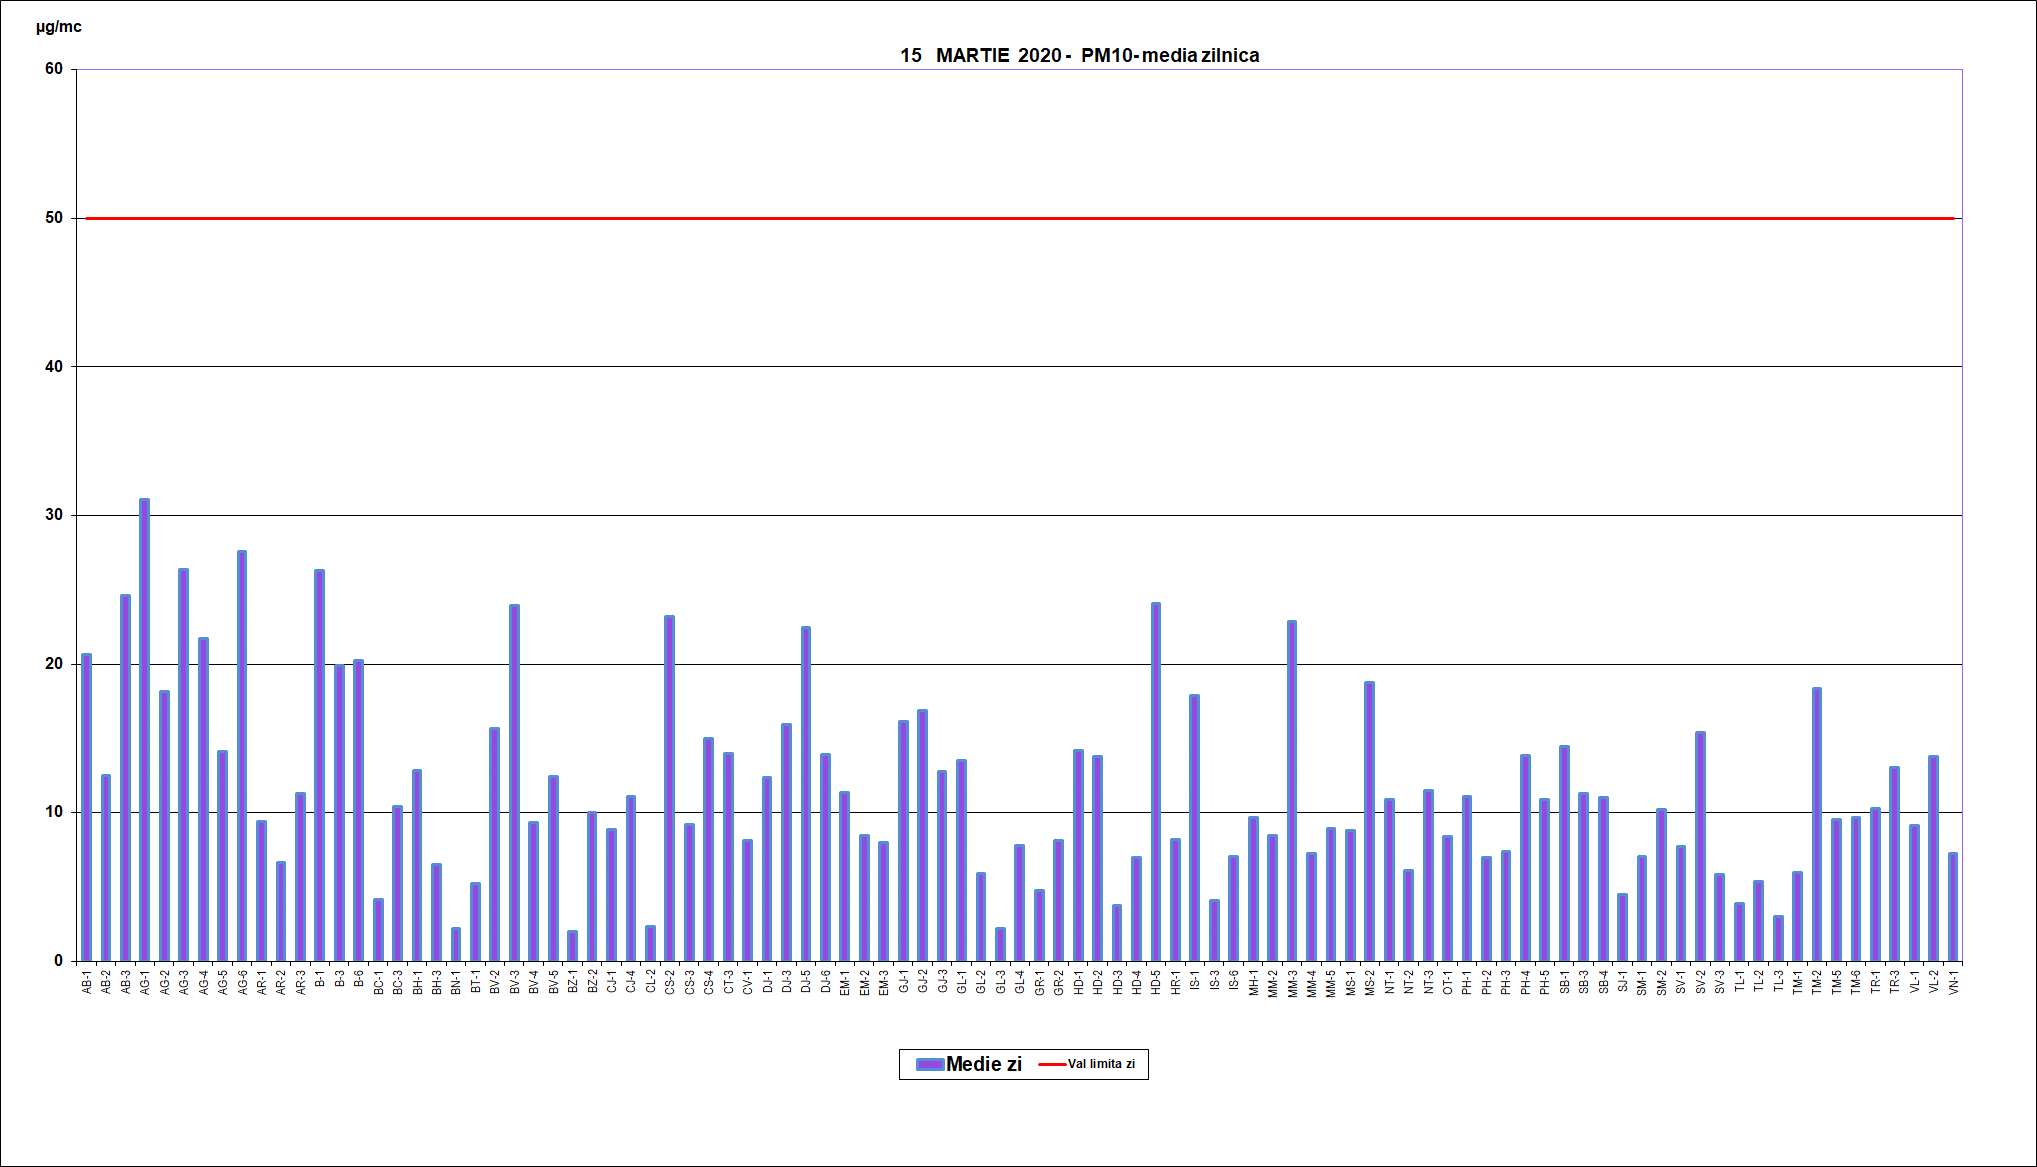 µg/mc
15 MARTIE 2020 - PM10- media zilnica
60
50
40
30
20
10
0
AB-1 AB-2 AB-3 AG-1 AG-2 AG-3 AG-4 AG-5 AG-6 AR-1 AR-2 AR-3 B-1 B-3 B-6 BC-1 BC-3 BH-1 BH-3 BN-1 BT-1 BV-2 BV-3 BV-4 BV-5 BZ-1 BZ-2 CJ-1 CJ-4 CL-2 CS-2 CS-3 CS-4 CT-3 CV-1 DJ-1 DJ-3 DJ-5 DJ-6 EM-1 EM-2 EM-3 GJ-1 GJ-2 GJ-3 GL-1 GL-2 GL-3 GL-4 GR-1 GR-2 HD-1 HD-2 HD-3 HD-4 HD-5 HR-1 IS-1 IS-3 IS-6 MH-1 MM-2 MM-3 MM-4 MM-5 MS-1 MS-2 NT-1 NT-2 NT-3 OT-1 PH-1 PH-2 PH-3 PH-4 PH-5 SB-1 SB-3 SB-4 SJ-1 SM-1 SM-2 SV-1 SV-2 SV-3 TL-1 TL-2 TL-3 TM-1 TM-2 TM-5 TM-6 TR-1 TR-3 VL-1 VL-2 VN-1
Medie zi Val limita zi